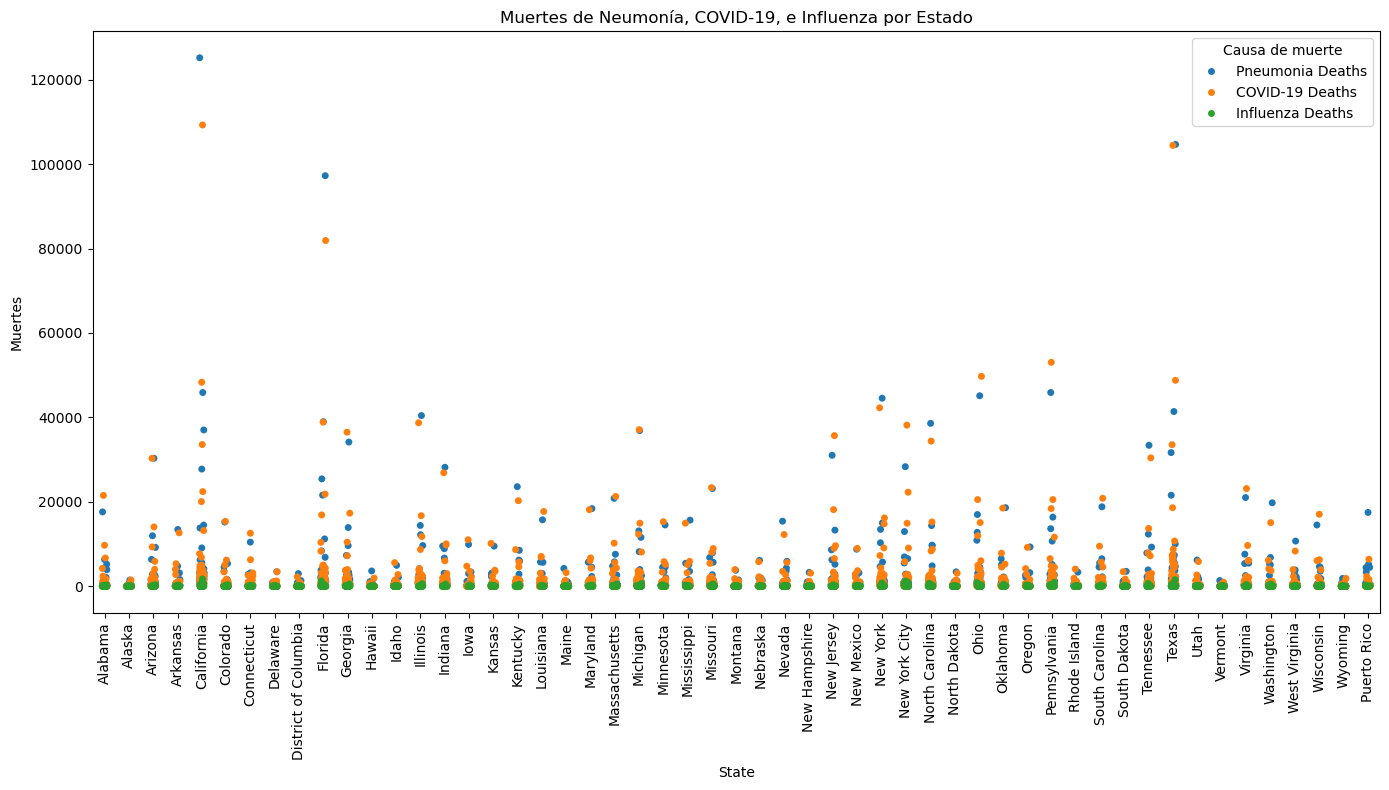 Muertes de Neumonía, COVID-19, e Influenza por Estado
Causa de muerte
Pneumonia Deaths
COVID-19 Deaths
Influenza Deaths
Muertes
120000
100000
80000
60000
40000
20000
0
Alabama
Alaska
Arizona
Arkansas
California
Colorado
Connecticut
Delaware
District of Columbia
Florida
Georgia
Hawaii
Idaho
Illinois
Indiana
Iowa
Kansas
Kentucky
Louisiana
Maine
Maryland
Massachusetts
Michigan
Minnesota
Mississippi
Missouri
Montana
Nebraska
Nevada
New Hampshire
New Jersey
New Mexico
New York
New York City
North Carolina
North Dakota
Ohio
Oklahoma
Oregon
Pennsylvania
Rhode Island
South Carolina
South Dakota
Tennessee
Texas
Utah
Vermont
Virginia
Washington
West Virginia
Wisconsin
Wyoming
Puerto Rico
State